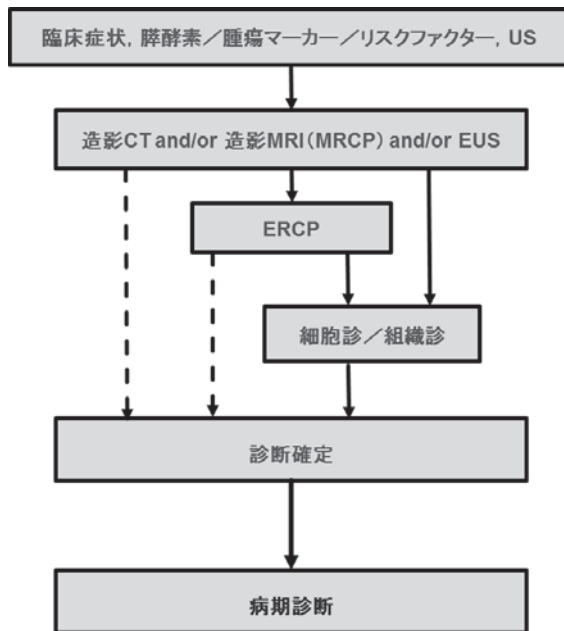 臨床症状, 膵酵素／腫瘍マーカー／リスクファクター, US
造影CT and/or 造影MRI(MRCP) and/or EUS
ERCP
細胞診／組織診
診断確定
病期診断